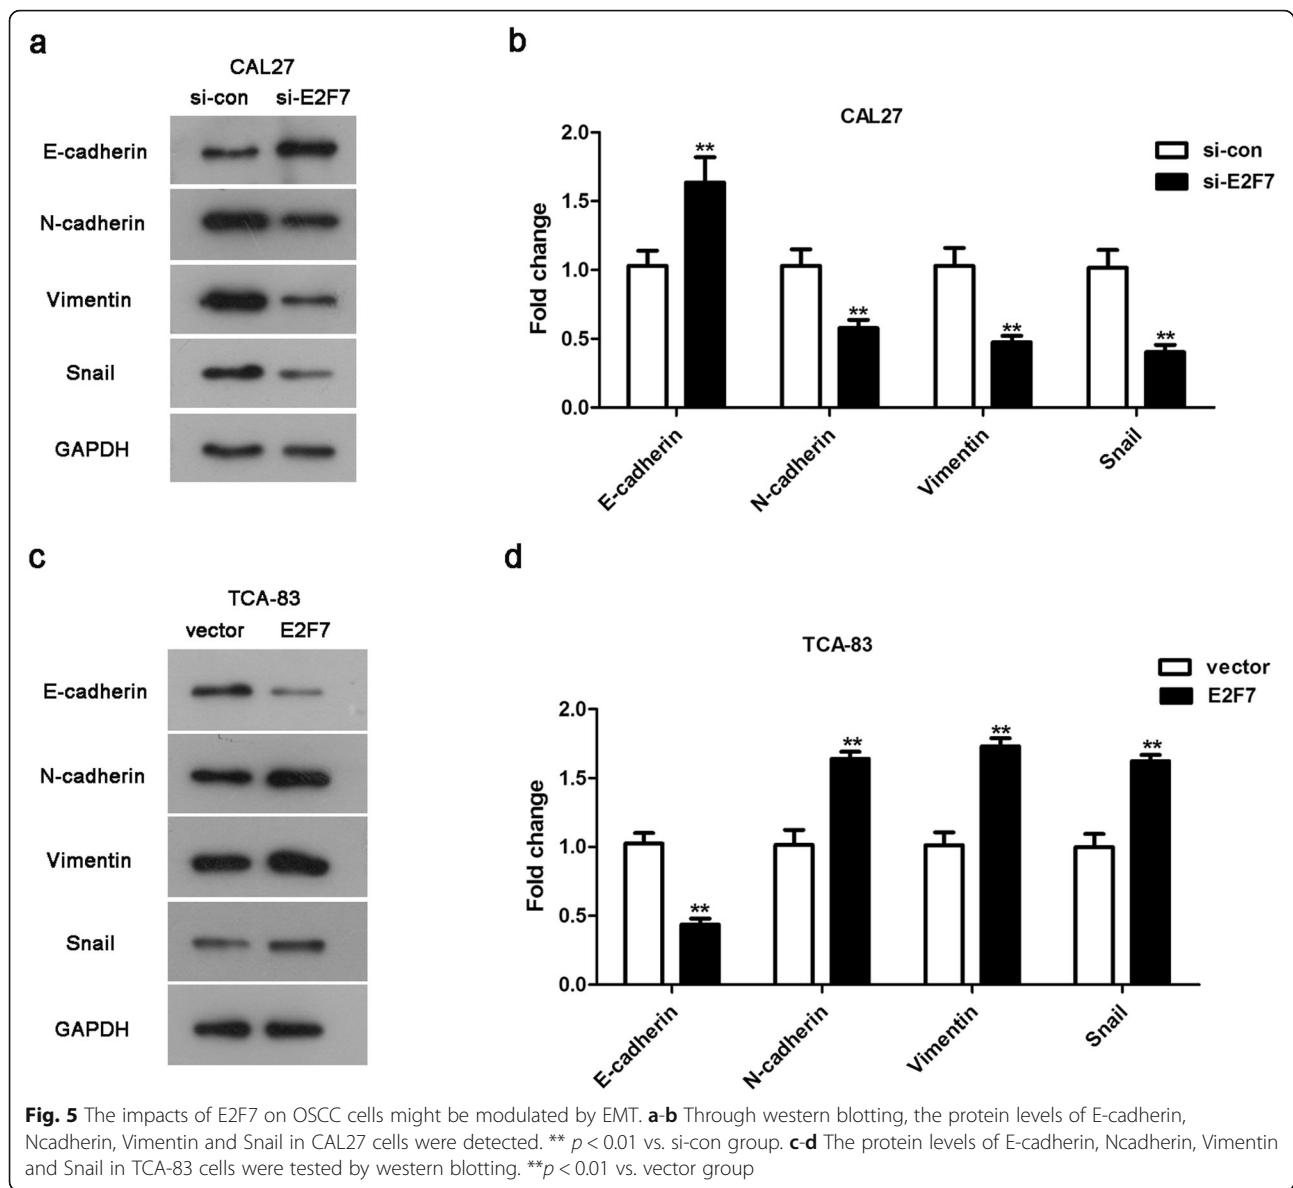 a
CAL27
si-con si-E2F7
E-cadherin
N-cadherin
Vimentin
Snail
GAPDH
b
CAL27
si-con
si-E2F7
Fold change
2.0
**
1.5
1.0
**
**
0.5
**
0.0
E-cadherin
N-cadherin
Vimentin
Snail
c
TCA-83
vector E2F7
E-cadherin
N-cadherin
Vimentin
Snail
GAPDH
d
TCA-83
vector
E2F7
Fold change
2.0
**
**
**
1.5
1.0
**
0.5
0.0
E-cadherin
N-cadherin
Vimentin
Snail
Fig. 5 The impacts of E2F7 on OSCC cells might be modulated by EMT. a-b Through western blotting, the protein levels of E-cadherin,
Ncadherin, Vimentin and Snail in CAL27 cells were detected. ** p < 0.01 vs. si-con group. c-d The protein levels of E-cadherin, Ncadherin, Vimentin
and Snail in TCA-83 cells were tested by western blotting. **p < 0.01 vs. vector group